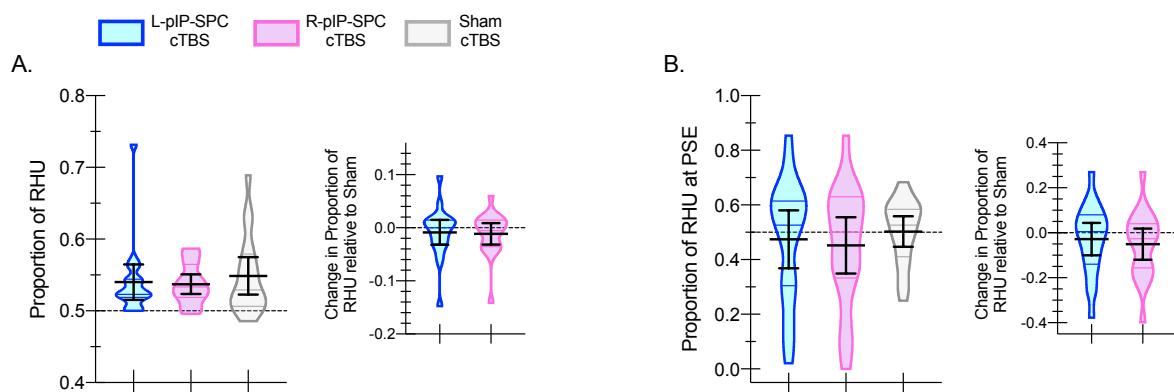 L-pIP-SPC
cTBS
R-pIP-SPC
cTBS
Sham
cTBS
A.
Proportion of RHU
0.8
0.7
0.6
0.5
0.4
Change in Proportion of
RHU relative to Sham
0.1
0.0
-0.1
-0.2
B.
Proportion of RHU at PSE
1.0
0.8
0.6
0.4
0.2
0.0
Change in Proportion of
RHU relative to Sham
0.4
0.2
0.0
-0.2
-0.4